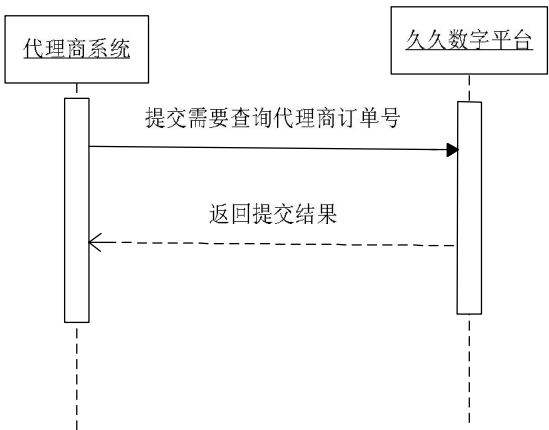 代理商系统
久久数字平台
提交需要查询代理商订单号
返回提交结果